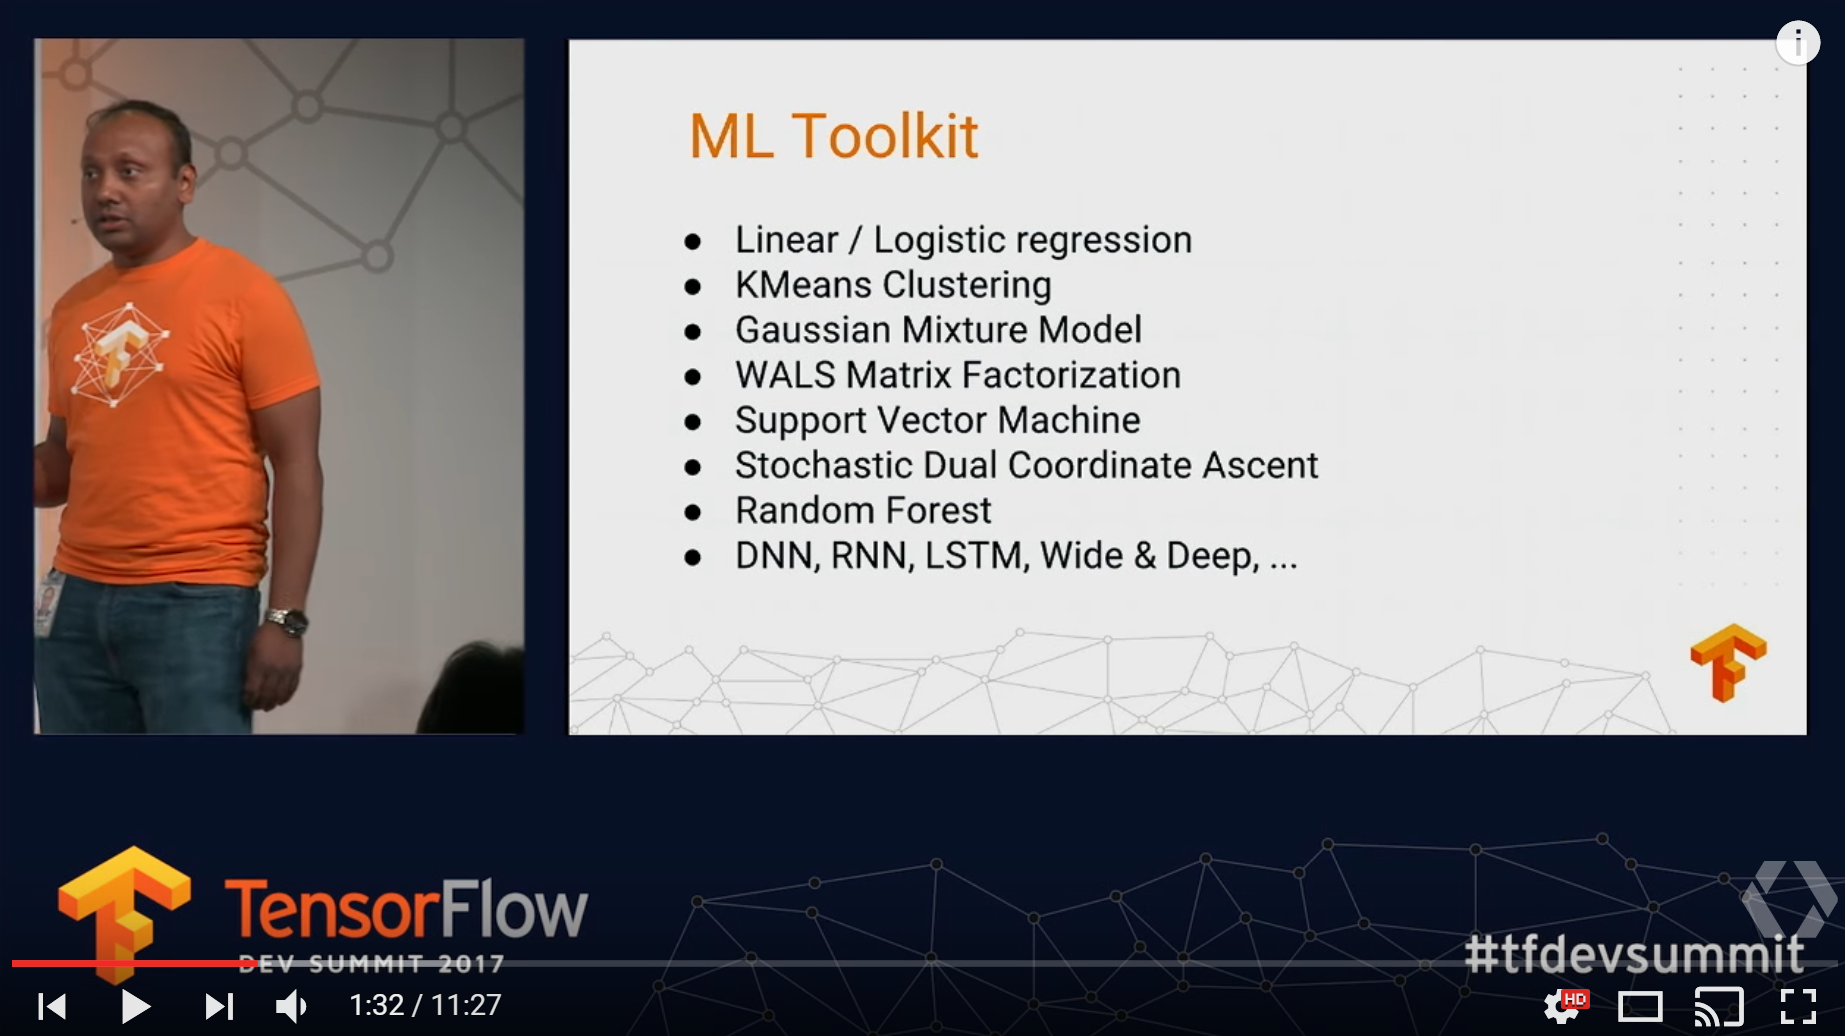 ML Toolkit
● Linear / Logistic regression
● KMeans Clustering
● Gaussian Mixture Model
● WALS Matrix Factorization
● Support Vector Machine
● Stochastic Dual Coordinate Ascent
● Random Forest
● DNN, RNN, LSTM, Wide & Deep, ...
TensorFlow
DEV SUMMIT 2017
#tfdevsummit
1:32 / 11:27
HD